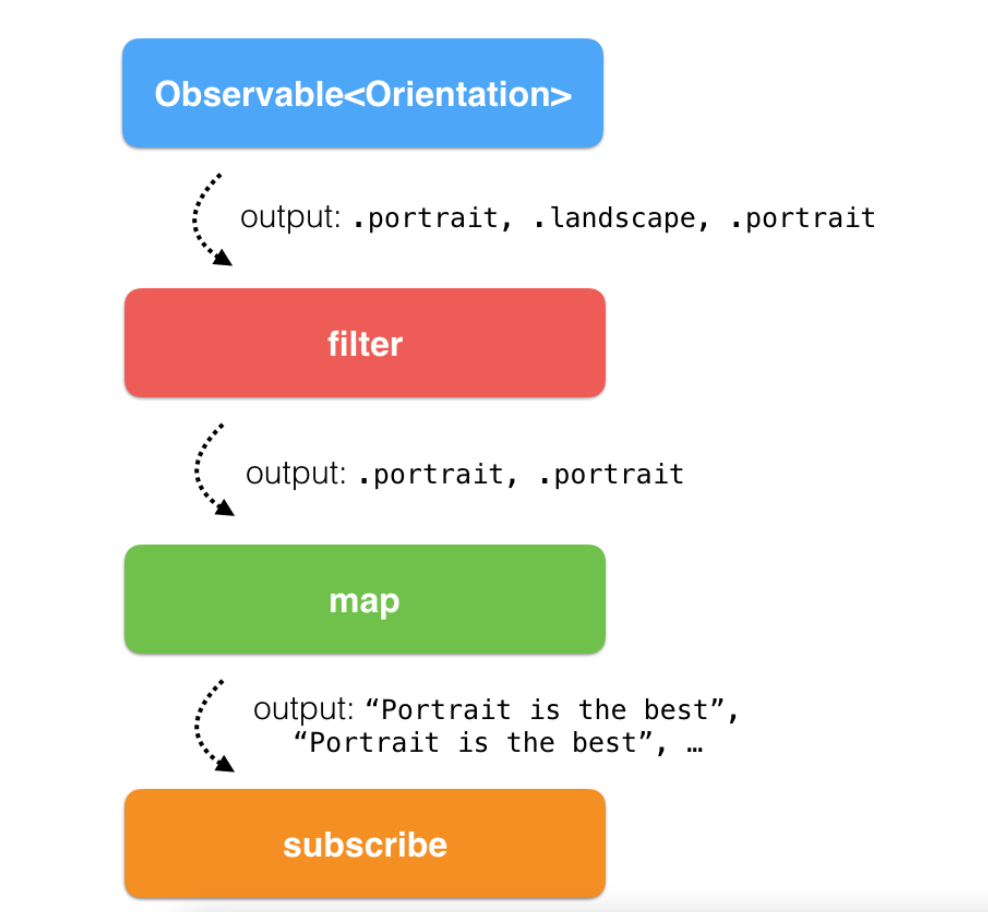 Observable<Orientation>
output: .portrait, .landscape, .portrait
filter
output: .portrait, .portrait
map
output: “Portrait is the best”,
“Portrait is the best”, …
subscribe